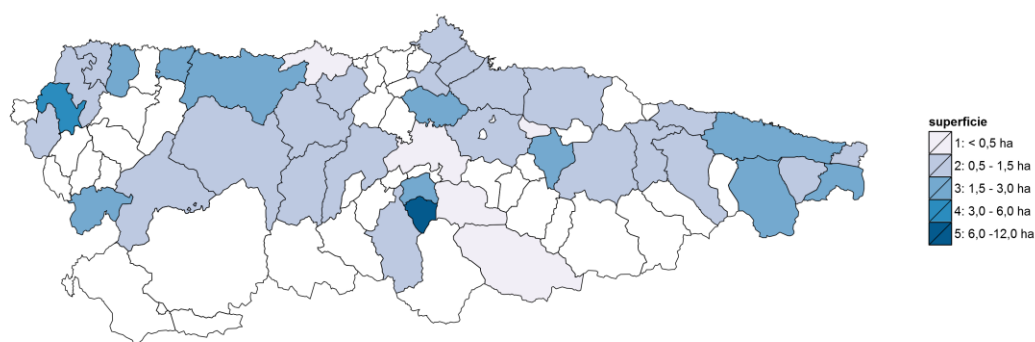 superficie
1: < 0,5 ha
2: 0,5 - 1,5 ha
3: 1,5 - 3,0 ha
4: 3,0 - 6,0 ha
5: 6,0 -12,0 ha